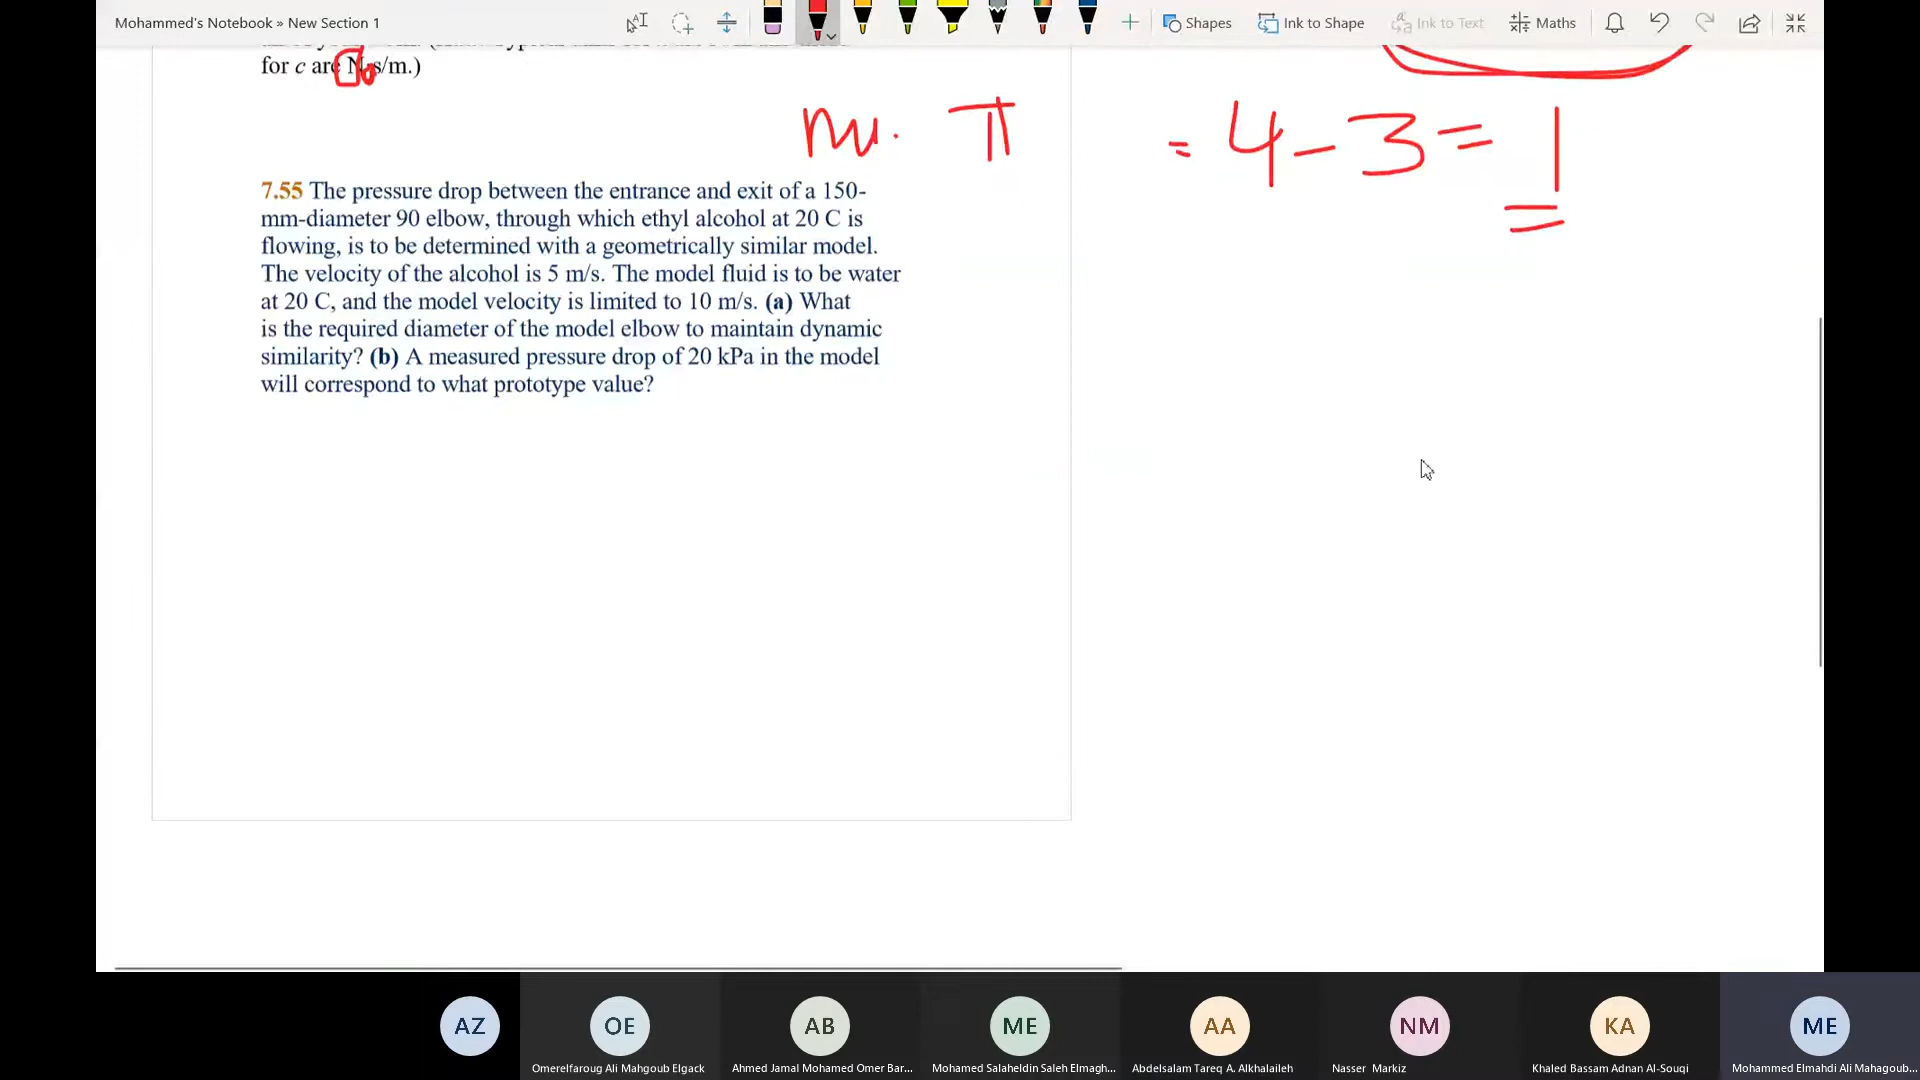 Mohammed's Notebook » New Section 1
Shapes
Ink to Shape
Ink to Text
Maths
for c are N s/m.)
π
= 4 - 3 = 1
7.55 The pressure drop between the entrance and exit of a 150-
mm-diameter 90 elbow, through which ethyl alcohol at 20 C is
flowing, is to be determined with a geometrically similar model.
The velocity of the alcohol is 5 m/s. The model fluid is to be water
at 20 C, and the model velocity is limited to 10 m/s. (a) What
is the required diameter of the model elbow to maintain dynamic
similarity? (b) A measured pressure drop of 20 kPa in the model
will correspond to what prototype value?
AZ
OE
AB
ME
AA
NM
KA
ME
Omerelfaroug Ali Mahgoub Elgack
Ahmed Jamal Mohamed Omer Bar...
Mohamed Salaheldin Saleh Elmagh...
Abdelsalam Tareq A. Alkhalaileh
Nasser Markiz
Khaled Bassam Adnan Al-Souqi
Mohammed Elmahdi Ali Mahagoub...